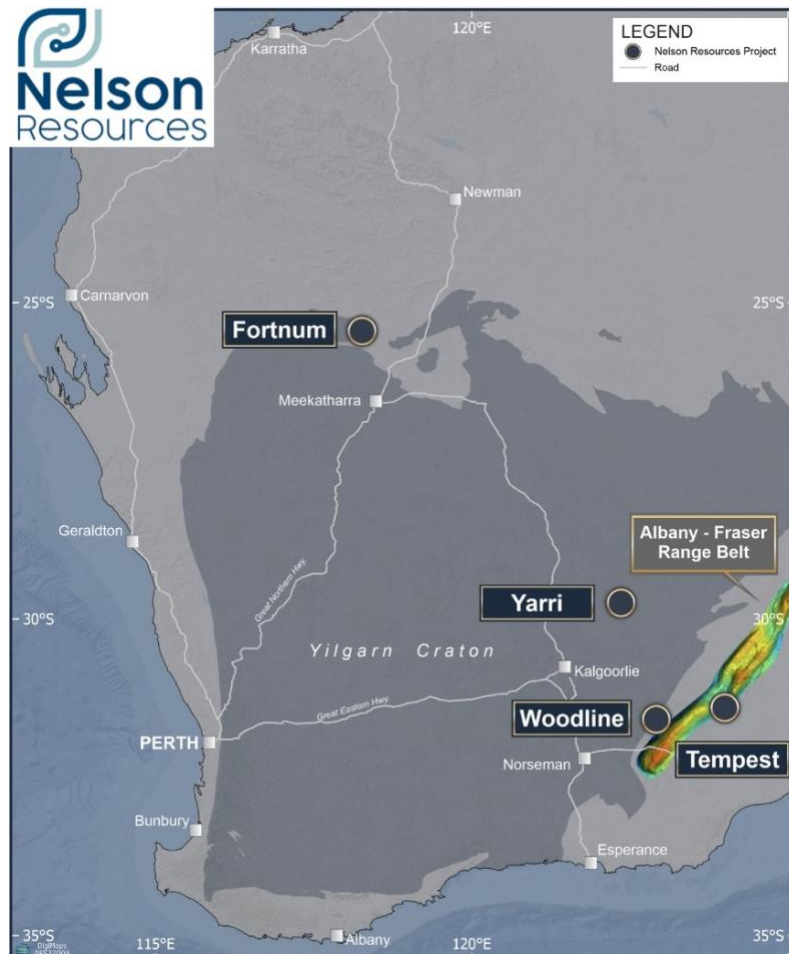 Nelson
Resources
120°E
LEGEND
Nelson Resources Project
Road
Karratha
Newman
Carnarvon
25°S
25°S
Fortnum
Meekatharra
Geraldton
Albany - Fraser
Range Belt
Great Northern Hwy
Yarri
30°S
30°S
Yilgarn Craton
Kalgoorlie
Great Eastern Hwy
Woodline
PERTH
Norseman
Tempest
Bunbury
Esperance
35°S
DigiMaps
115°E
Albany
120°E
35°S